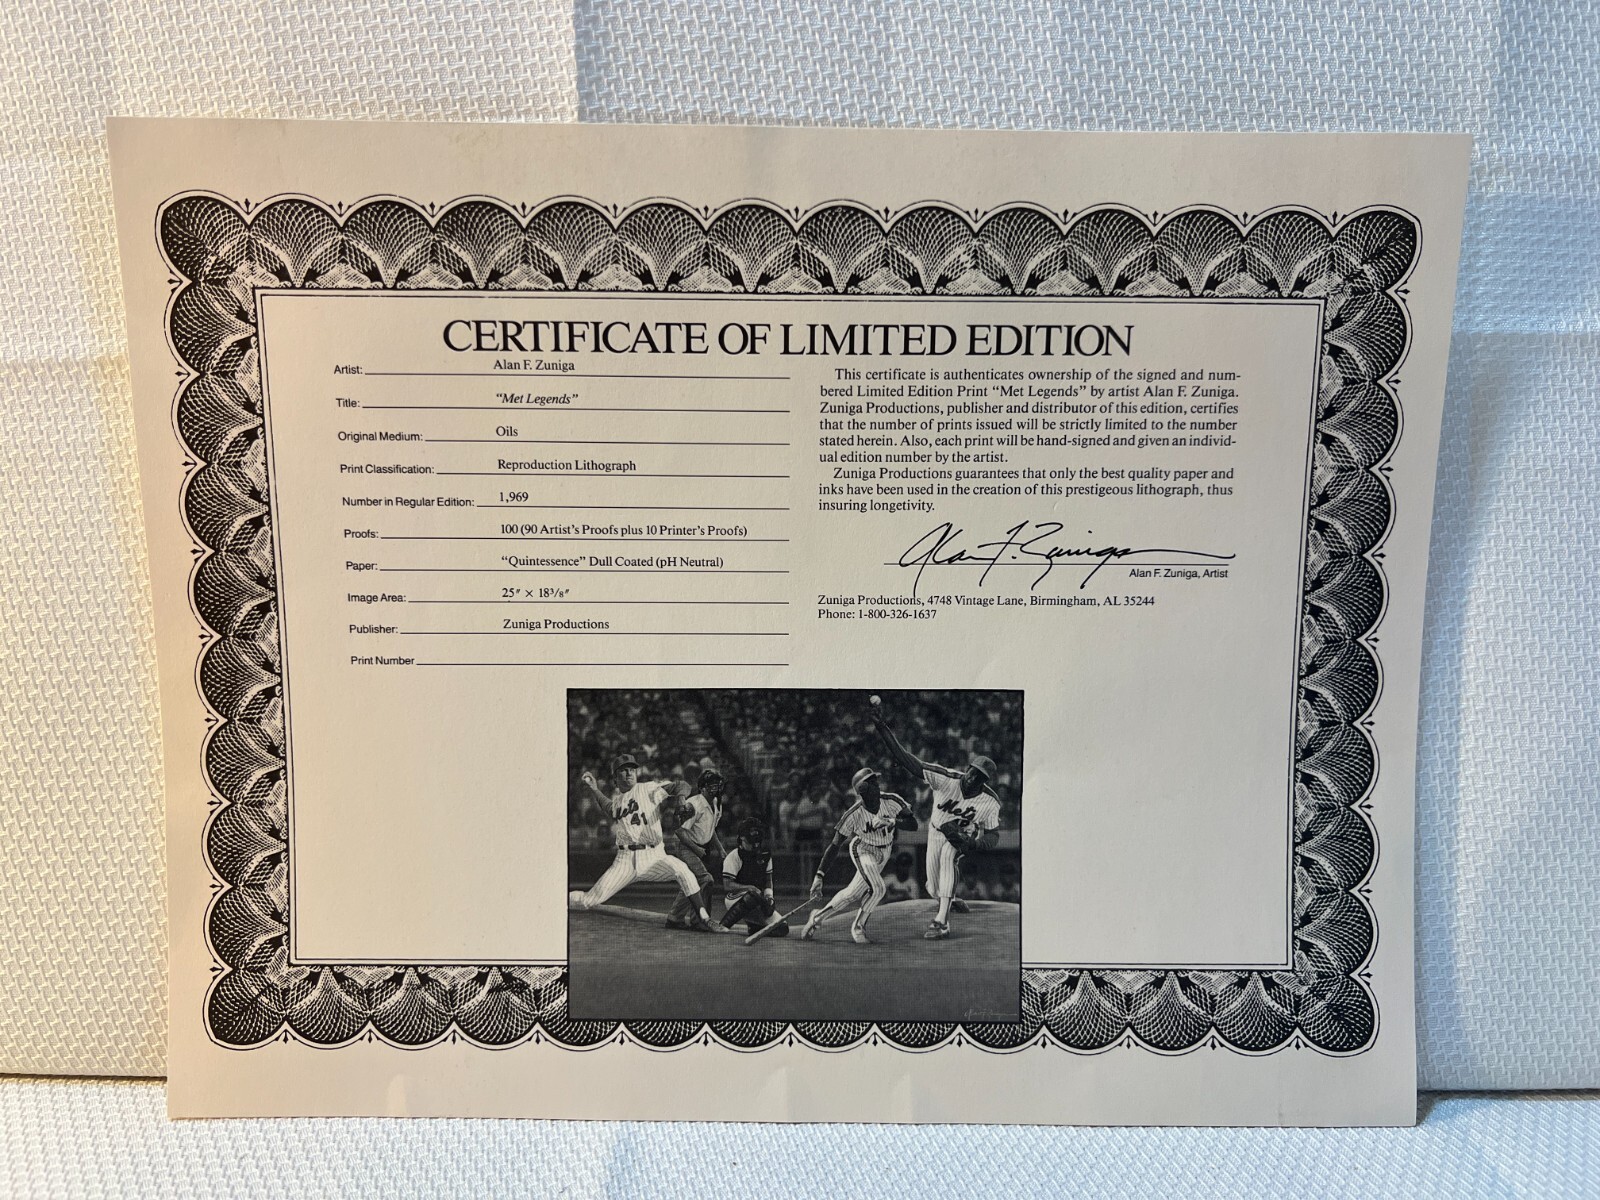 CERTIFICATE OF LIMITED EDITION
Artist: Alan F. Zuniga
Title: "Met Legends"
Original Medium: Oils
Print Classification: Reproduction Lithograph
Number in Regular Edition: 1,969
Proofs: 100 (90 Artist's Proofs plus 10 Printer's Proofs)
Paper: "Quintessence" Dull Coated (pH Neutral)
Image Area: 25" × 18³/₈"
Publisher: Zuniga Productions
Print Number
This certificate is authenticates ownership of the signed and num-
bered Limited Edition Print "Met Legends" by artist Alan F. Zuniga.
Zuniga Productions, publisher and distributor of this edition, certifies
that the number of prints issued will be strictly limited to the number
stated herein. Also, each print will be hand-signed and given an individ-
ual edition number by the artist.
Zuniga Productions guarantees that only the best quality paper and
inks have been used in the creation of this prestigeous lithograph, thus
insuring longetivity.
Alan F. Zuniga
Alan F. Zuniga, Artist
Zuniga Productions, 4748 Vintage Lane, Birmingham, AL 35244
Phone: 1-800-326-1637
Mets
41
Mets